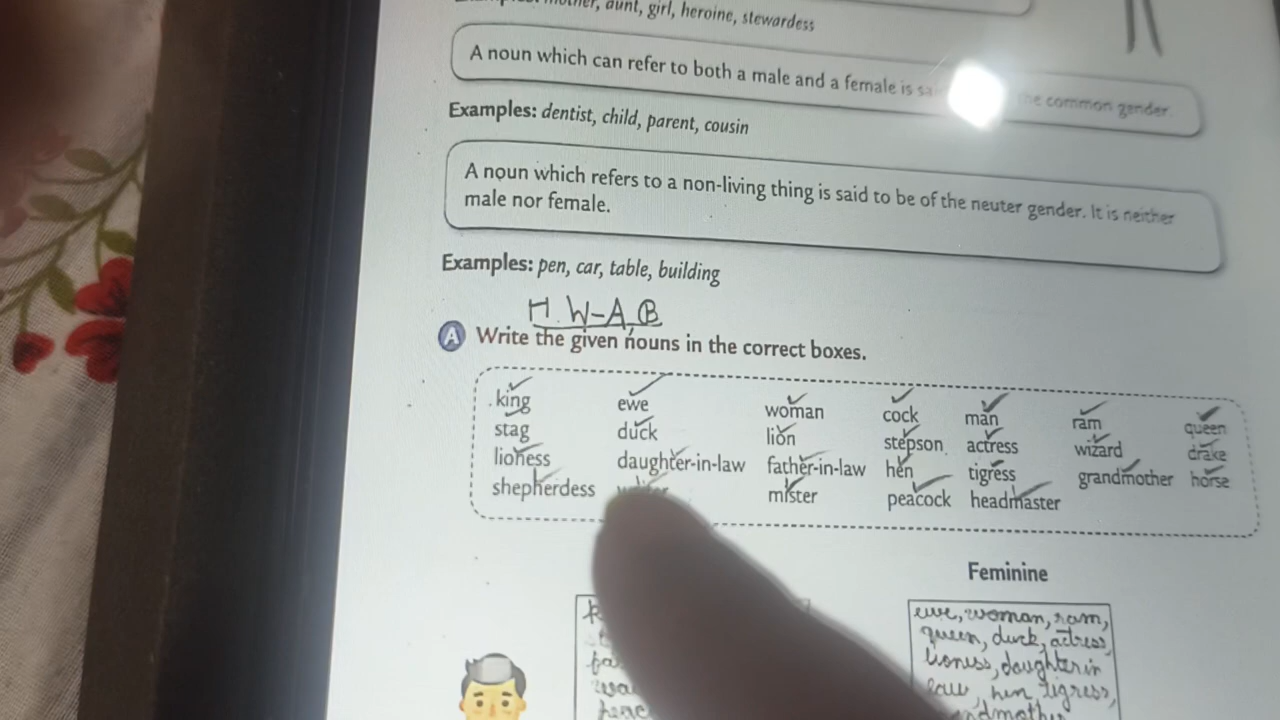 mother, aunt, girl, heroine, stewardess
A noun which can refer to both a male and a female is the common gender
Examples: dentist, child, parent, cousin
A noun which refers to a non-living thing is said to be of the neuter gender. It is neither
male nor female.
Examples: pen, car, table, building
H.W-A,B
A Write the given nouns in the correct boxes.
king ewe woman cock man ram queen
stag duck lion stepson actress wizard drake
lioness daughter-in-law father-in-law hen tigress grandmother horse
shepherdess mister peacock headmaster
Feminine
ewe, woman, ram,
queen, duck, actress,
lioness, daughter in
law, hen, tigress,